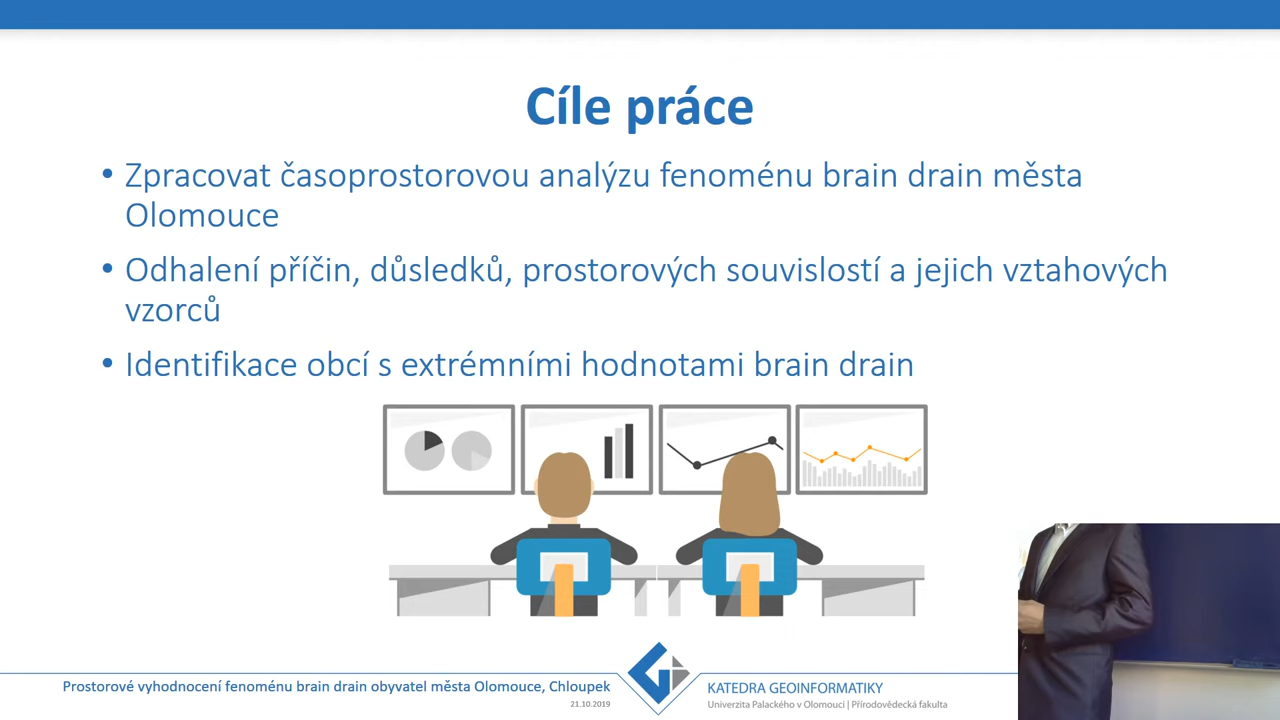 Cíle práce
• Zpracovat časoprostorovou analýzu fenoménu brain drain města
Olomouce
• Odhalení příčin, důsledků, prostorových souvislostí a jejich vztahových
vzorců
• Identifikace obcí s extrémními hodnotami brain drain
Prostorové vyhodnocení fenoménu brain drain obyvatel města Olomouce, Chloupek
21.10.2019
KATEDRA GEOINFORMATIKY
Univerzita Palackého v Olomouci | Přírodovědecká fakulta